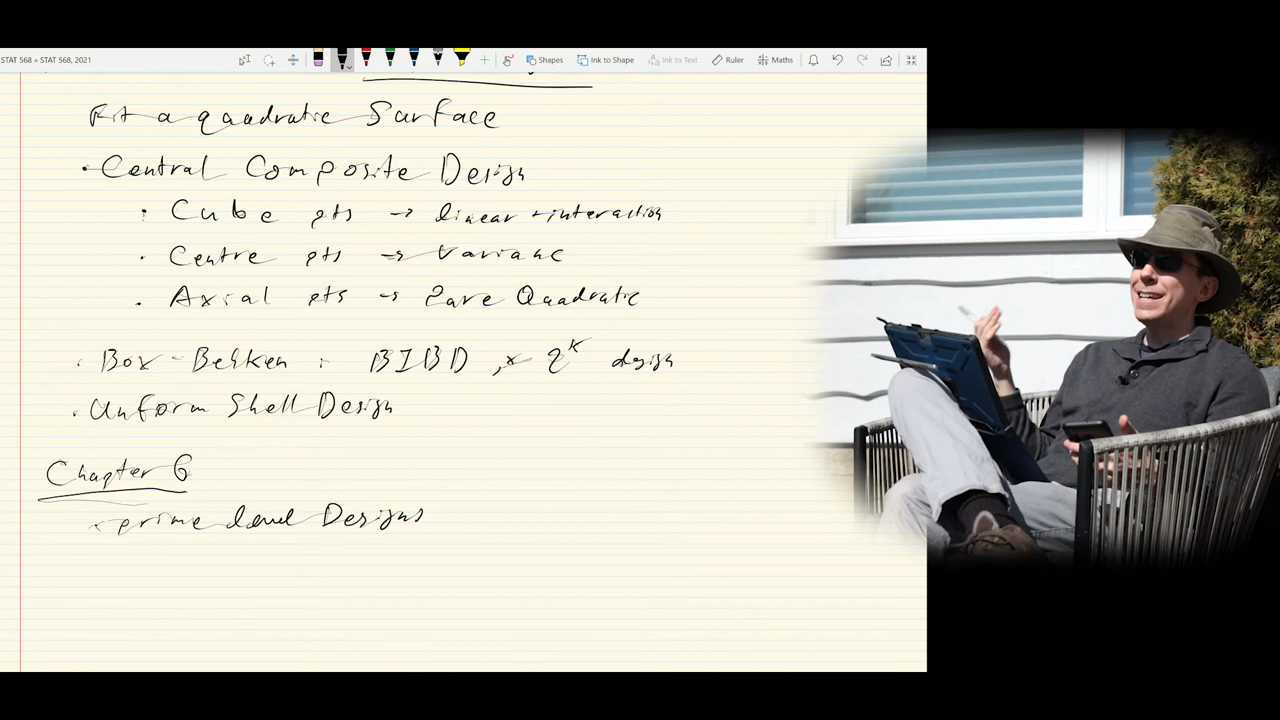 STAT 568 » STAT 568, 2021
Shapes Ink to Shape Ink to Text Ruler Maths
Fit a quadratic Surface
• Central Composite Design
• Cube pts → linear + interaction
• Centre pts → Variance
• Axial pts → Pure Quadratic
• Box-Behken : BIBD × 2^k design
• Uniform Shell Design
Chapter 6
• prime level Designs